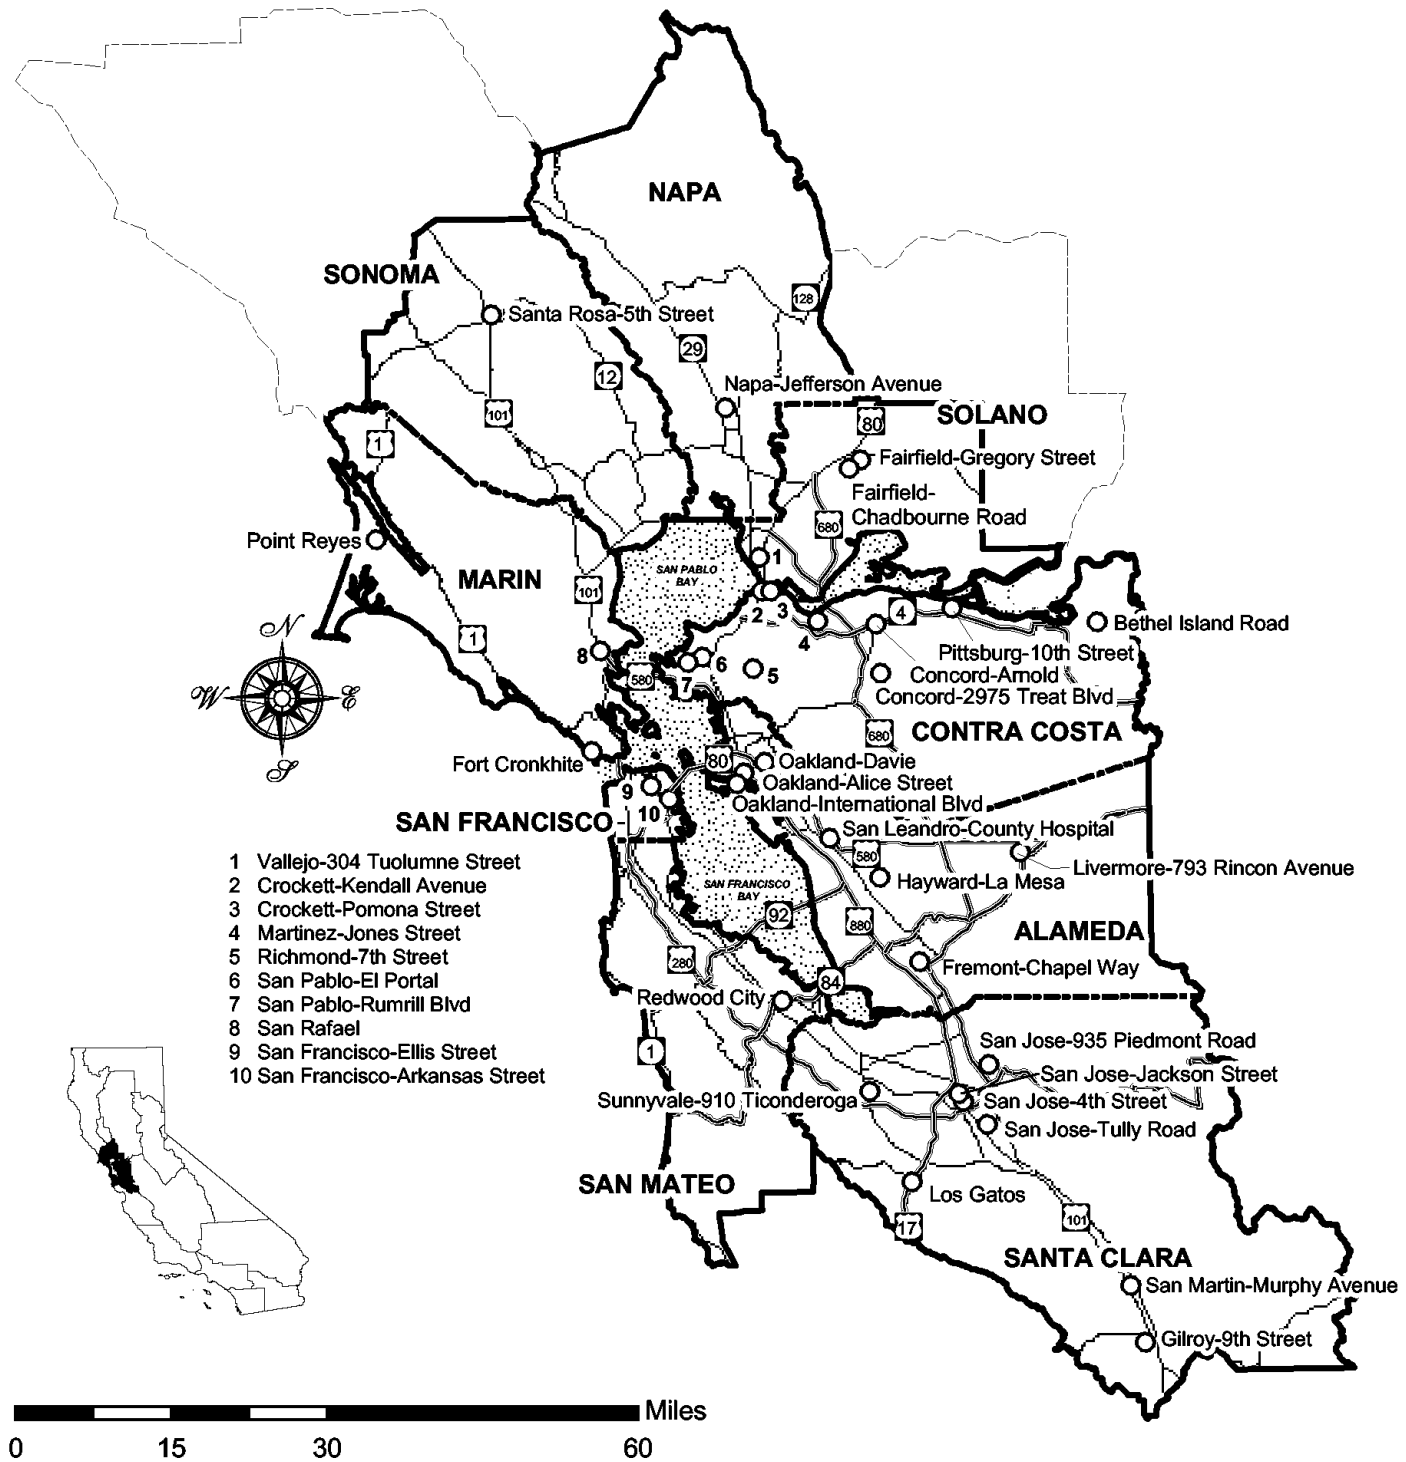 NAPA
SONOMA
128
Santa Rosa-5th Street
29
12
Napa-Jefferson Avenue
101
SOLANO
80
1
Fairfield-Gregory Street
Fairfield-
Chadbourne Road
680
Point Reyes
SAN PABLO
BAY
MARIN
1
101
2
3
4
4
Bethel Island Road
1
8
Pittsburg-10th Street
6
5
Concord-Arnold
580
7
Concord-2975 Treat Blvd
N
W
E
S
680
CONTRA COSTA
Fort Cronkhite
80
Oakland-Davie
Oakland-Alice Street
9
Oakland-International Blvd
10
SAN FRANCISCO
San Leandro-County Hospital
580
Livermore-793 Rincon Avenue
Hayward-La Mesa
SAN FRANCISCO
BAY
92
880
ALAMEDA
280
Fremont-Chapel Way
84
Redwood City
1 Vallejo-304 Tuolumne Street
2 Crockett-Kendall Avenue
3 Crockett-Pomona Street
4 Martinez-Jones Street
5 Richmond-7th Street
6 San Pablo-El Portal
7 San Pablo-Rumrill Blvd
8 San Rafael
9 San Francisco-Ellis Street
10 San Francisco-Arkansas Street
1
San Jose-935 Piedmont Road
San Jose-Jackson Street
Sunnyvale-910 Ticonderoga
San Jose-4th Street
San Jose-Tully Road
SAN MATEO
Los Gatos
17
101
SANTA CLARA
San Martin-Murphy Avenue
Gilroy-9th Street
Miles
0 15 30 60